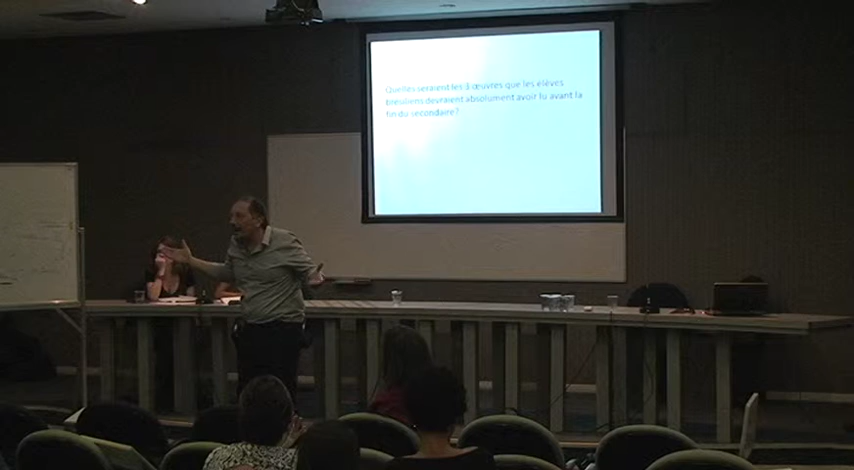 Quelles seraient les 3 œuvres que les élèves
brésiliens devraient absolument avoir lu avant la
fin du secondaire?